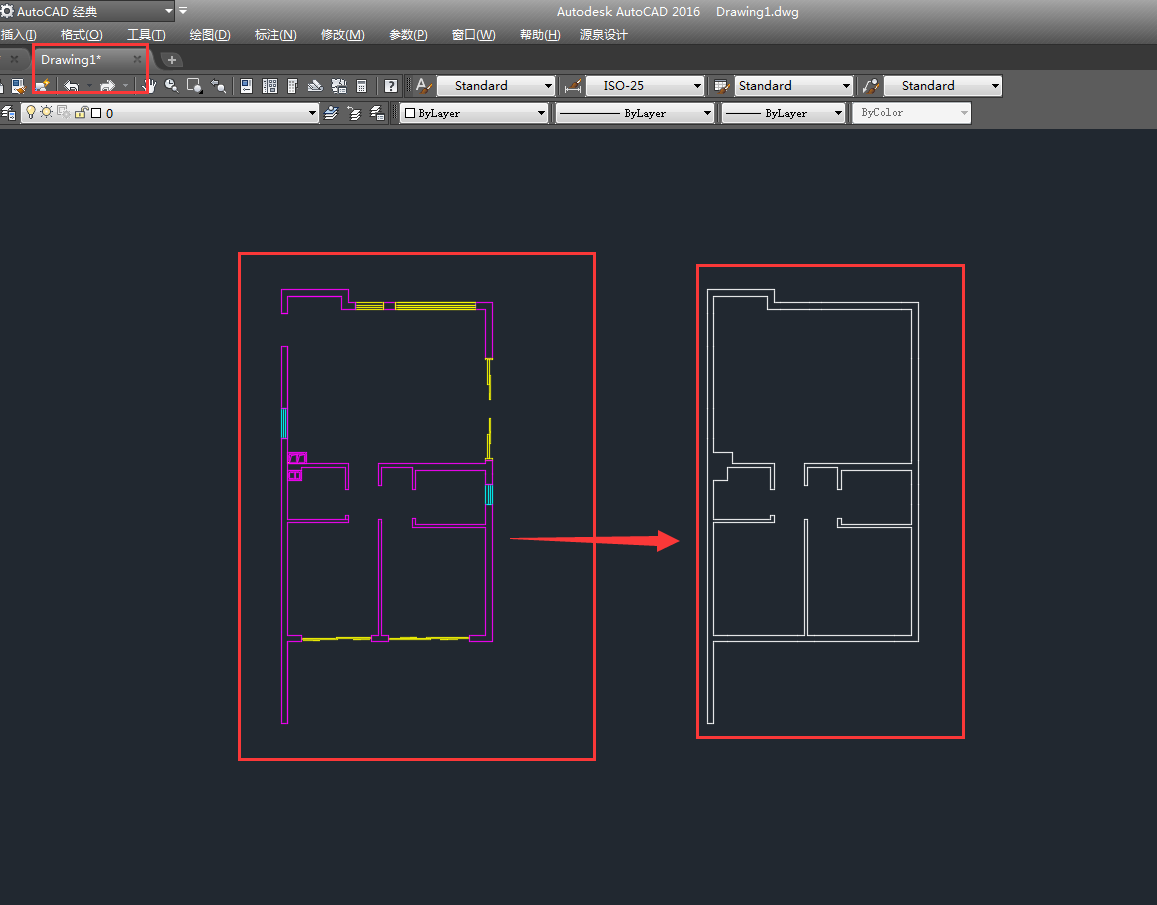 AutoCAD 经典
Autodesk AutoCAD 2016 Drawing1.dwg
插入(I) 格式(O) 工具(T) 绘图(D) 标注(N) 修改(M) 参数(P) 窗口(W) 帮助(H) 源泉设计
Drawing1*
Standard ISO-25 Standard Standard
0 ByLayer ByLayer ByLayer ByColor